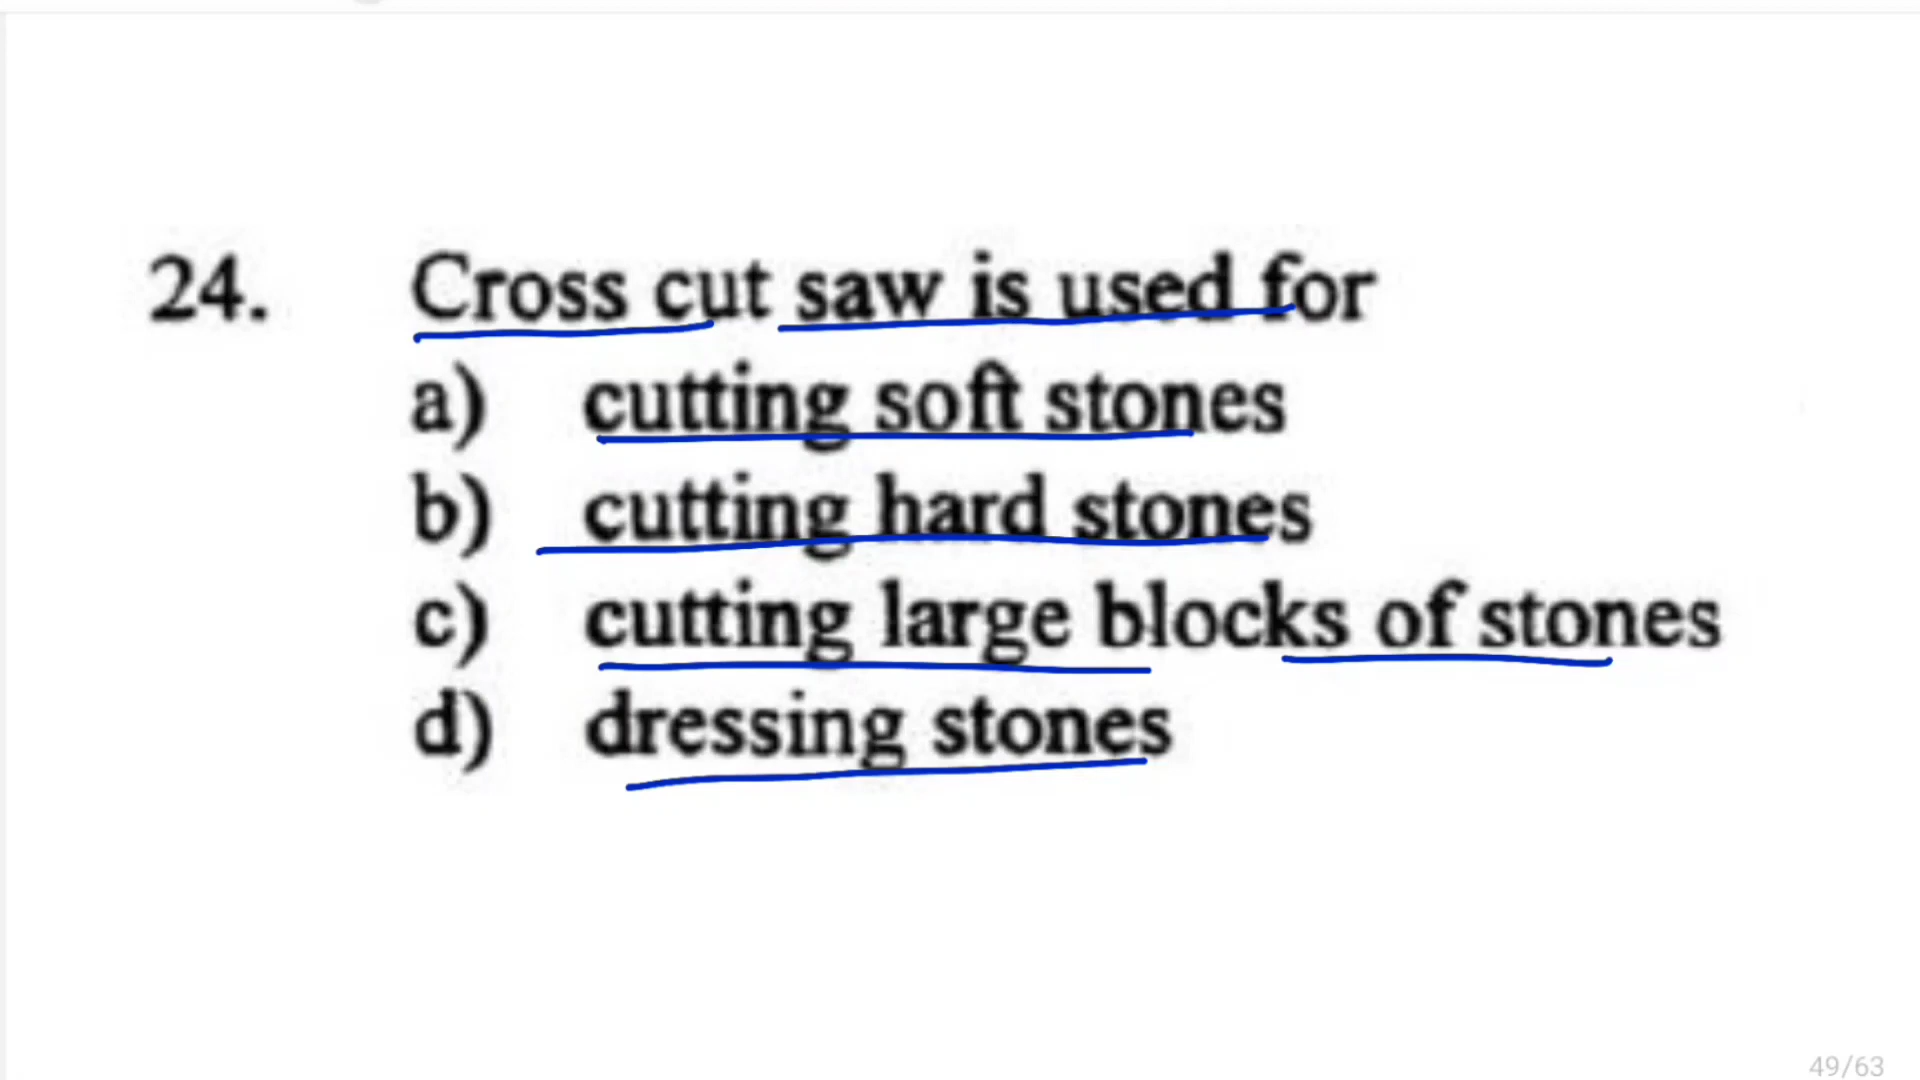 24. Cross cut saw is used for
a) cutting soft stones
b) cutting hard stones
c) cutting large blocks of stones
d) dressing stones
49/63